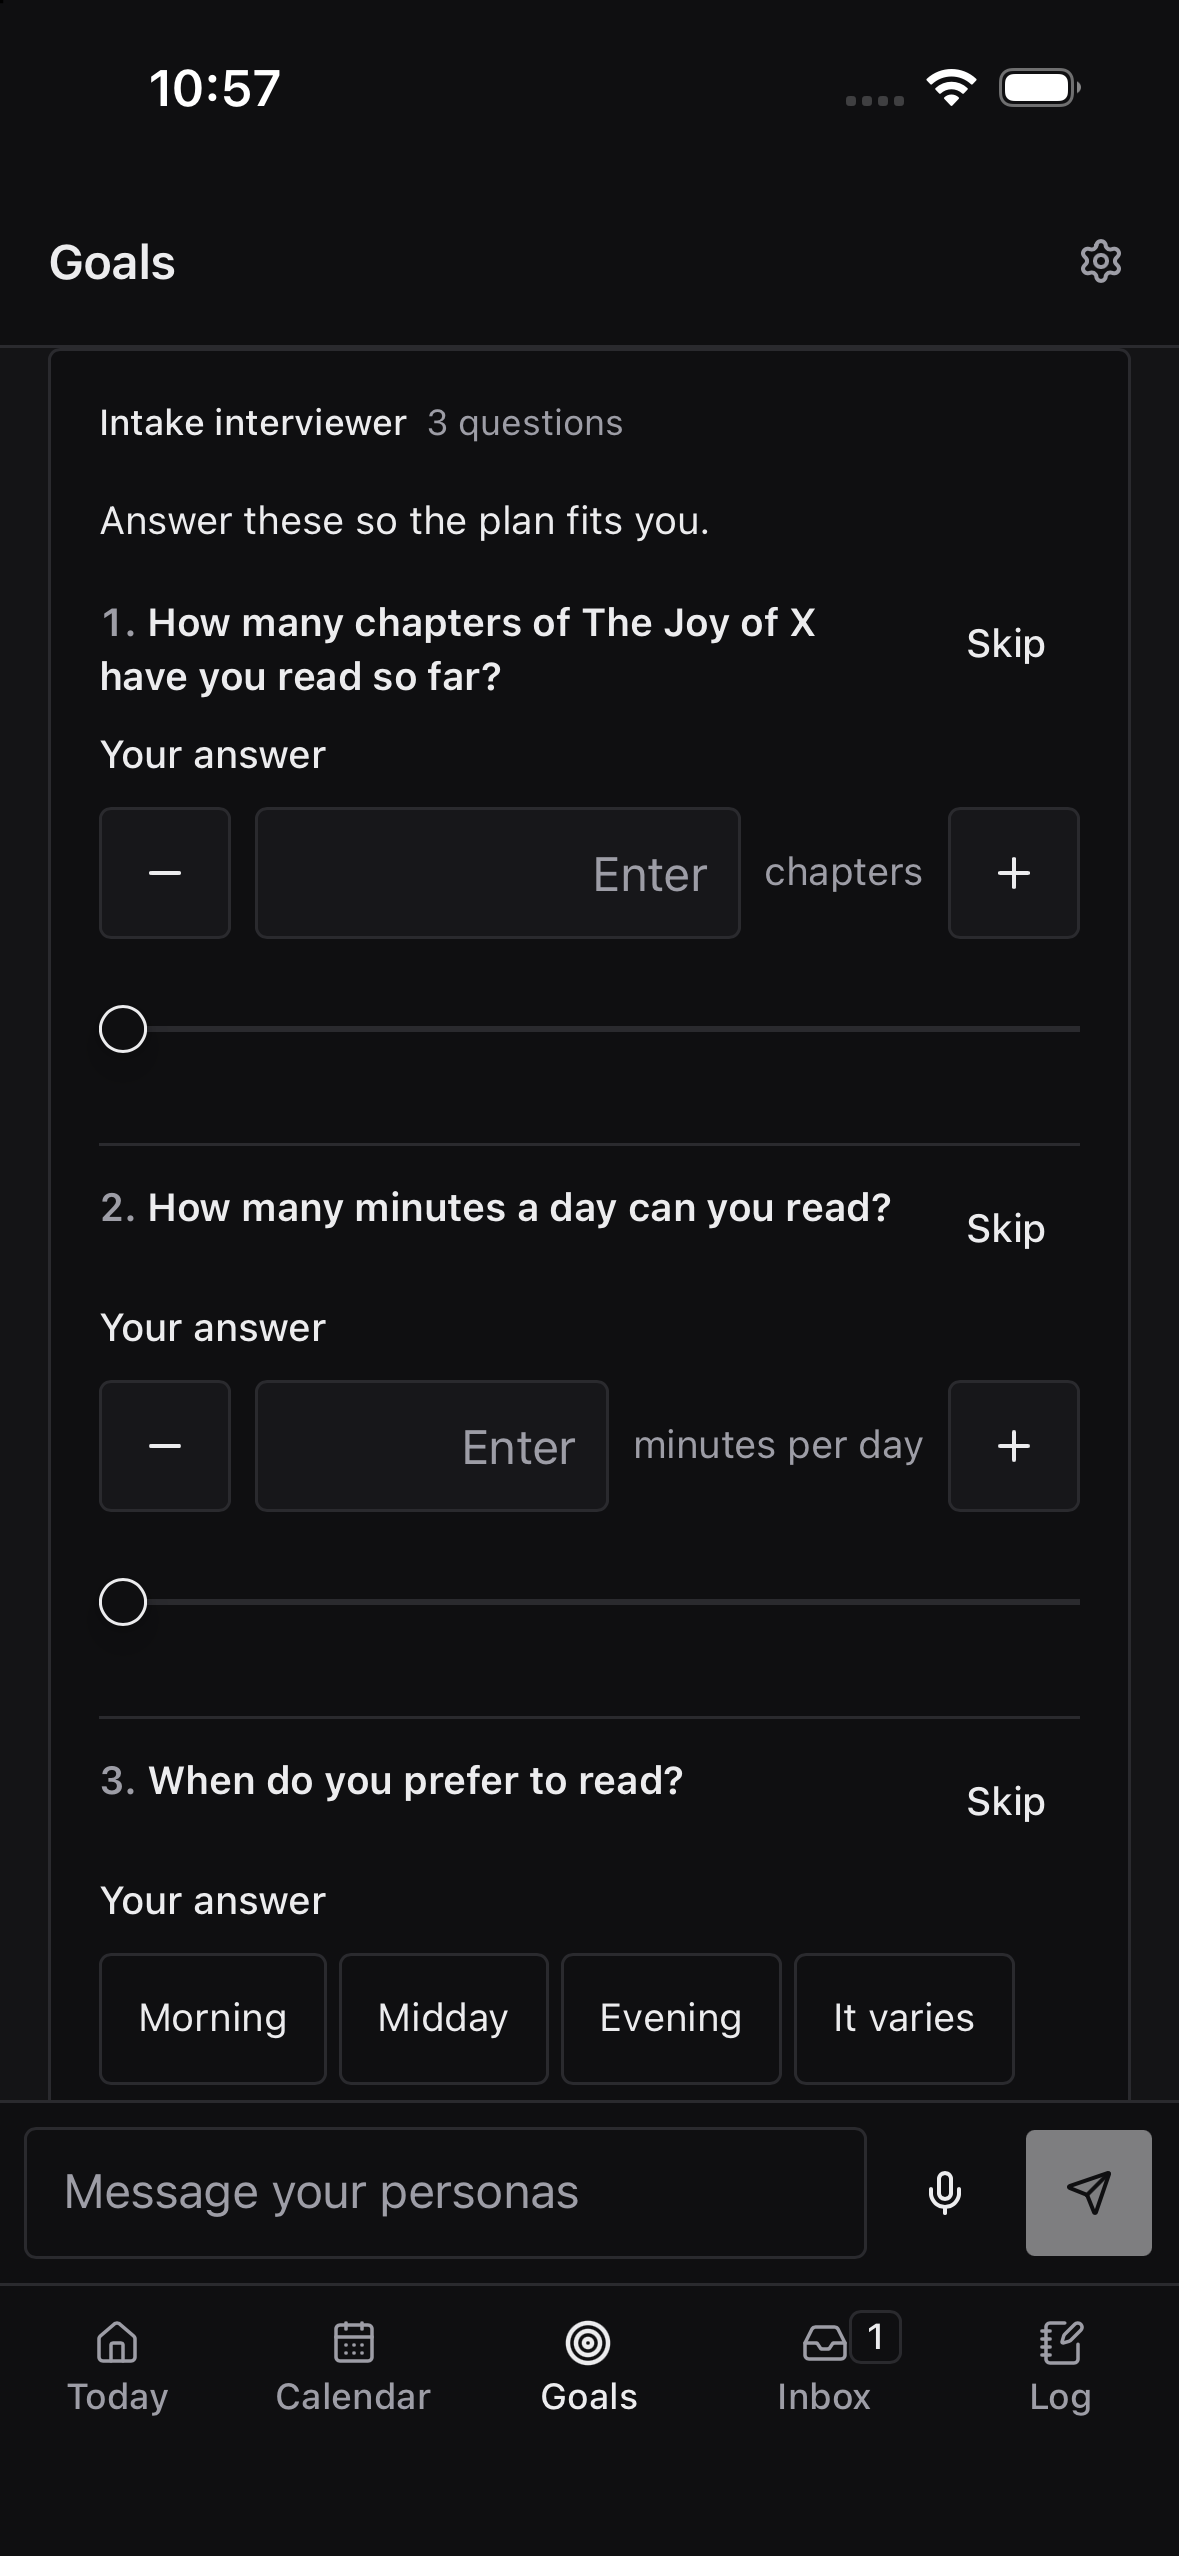 10:57
Goals
Intake interviewer 3 questions
Answer these so the plan fits you.
1. How many chapters of The Joy of X
have you read so far?
Skip
Your answer
Enter
chapters
2. How many minutes a day can you read?
Skip
Your answer
Enter
minutes per day
3. When do you prefer to read?
Skip
Your answer
Morning
Midday
Evening
It varies
Message your personas
Today
Calendar
Goals
Inbox
1
Log